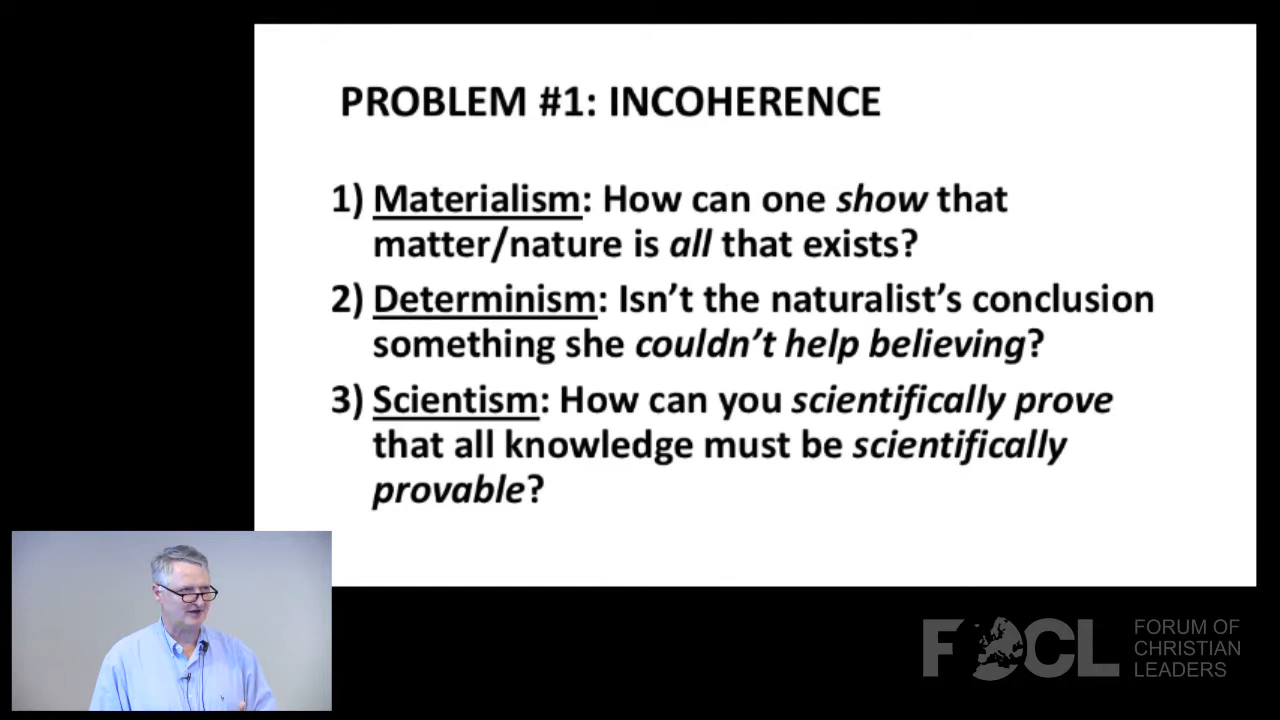 PROBLEM #1: INCOHERENCE
1) Materialism: How can one show that
matter/nature is all that exists?
2) Determinism: Isn’t the naturalist’s conclusion
something she couldn’t help believing?
3) Scientism: How can you scientifically prove
that all knowledge must be scientifically
provable?
FOCL
FORUM OF
CHRISTIAN
LEADERS